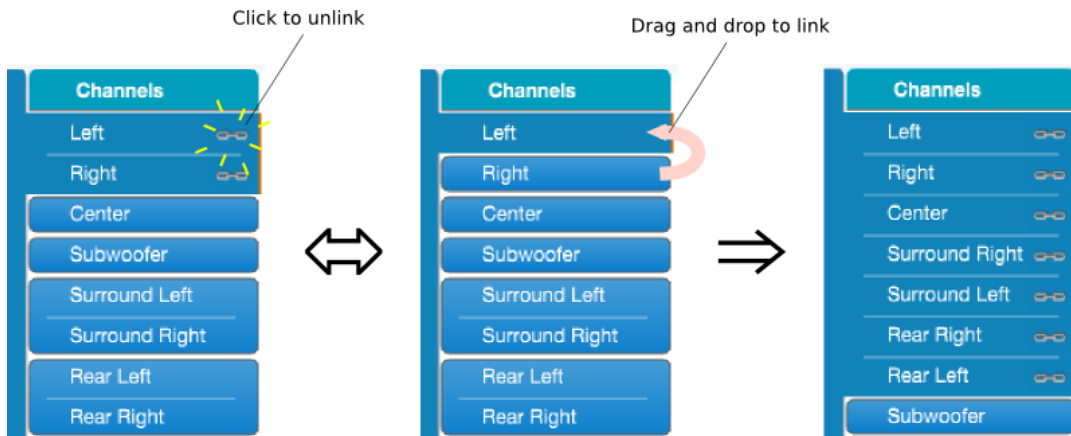 Click to unlink
Drag and drop to link
Channels
Left
Right
Center
Subwoofer
Surround Left
Surround Right
Rear Left
Rear Right
Channels
Left
Right
Center
Subwoofer
Surround Left
Surround Right
Rear Left
Rear Right
Channels
Left
Right
Center
Surround Right
Surround Left
Rear Right
Rear Left
Subwoofer